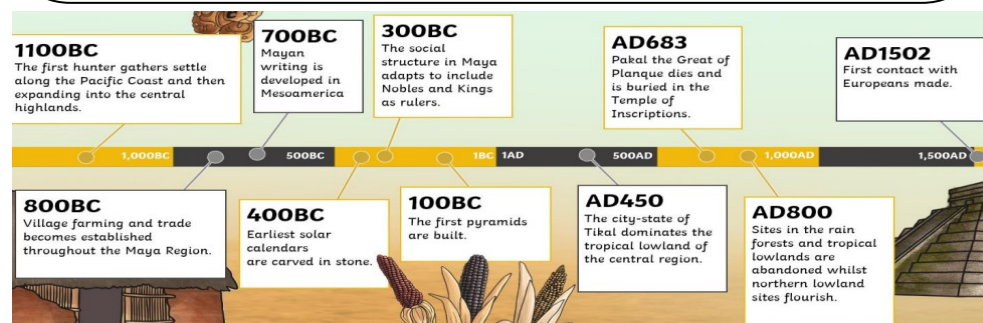 1100BC
The first hunter gathers settle
along the Pacific Coast and then
expanding into the central
highlands.
700BC
Mayan
writing is
developed in
Mesoamerica
300BC
The social
structure in Maya
adapts to include
Nobles and Kings
as rulers.
AD683
Pakal the Great of
Planque dies and
is buried in the
Temple of
Inscriptions.
AD1502
First contact with
Europeans made.
1,000BC
500BC
1BC
1AD
500AD
1,000AD
1,500AD
800BC
Village farming and trade
becomes established
throughout the Maya Region.
400BC
Earliest solar
calendars
are carved in stone.
100BC
The first pyramids
are built.
AD450
The city-state of
Tikal dominates the
tropical lowland of
the central region.
AD800
Sites in the rain
forests and tropical
lowlands are
abandoned whilst
northern lowland
sites flourish.